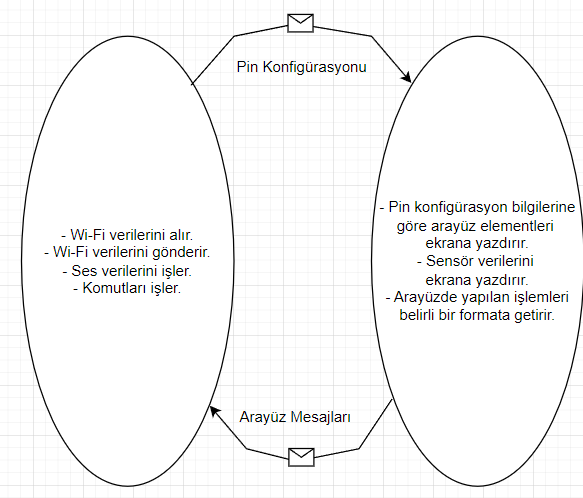 Pin Konfigürasyonu
- Wi-Fi verilerini alır.
- Wi-Fi verilerini gönderir.
- Ses verilerini işler.
- Komutları işler.
- Pin konfigürasyon bilgilerine
göre arayüz elementleri
ekrana yazdırır.
- Sensör verilerini
ekrana yazdırır.
- Arayüzde yapılan işlemleri
belirli bir formata getirir.
Arayüz Mesajları